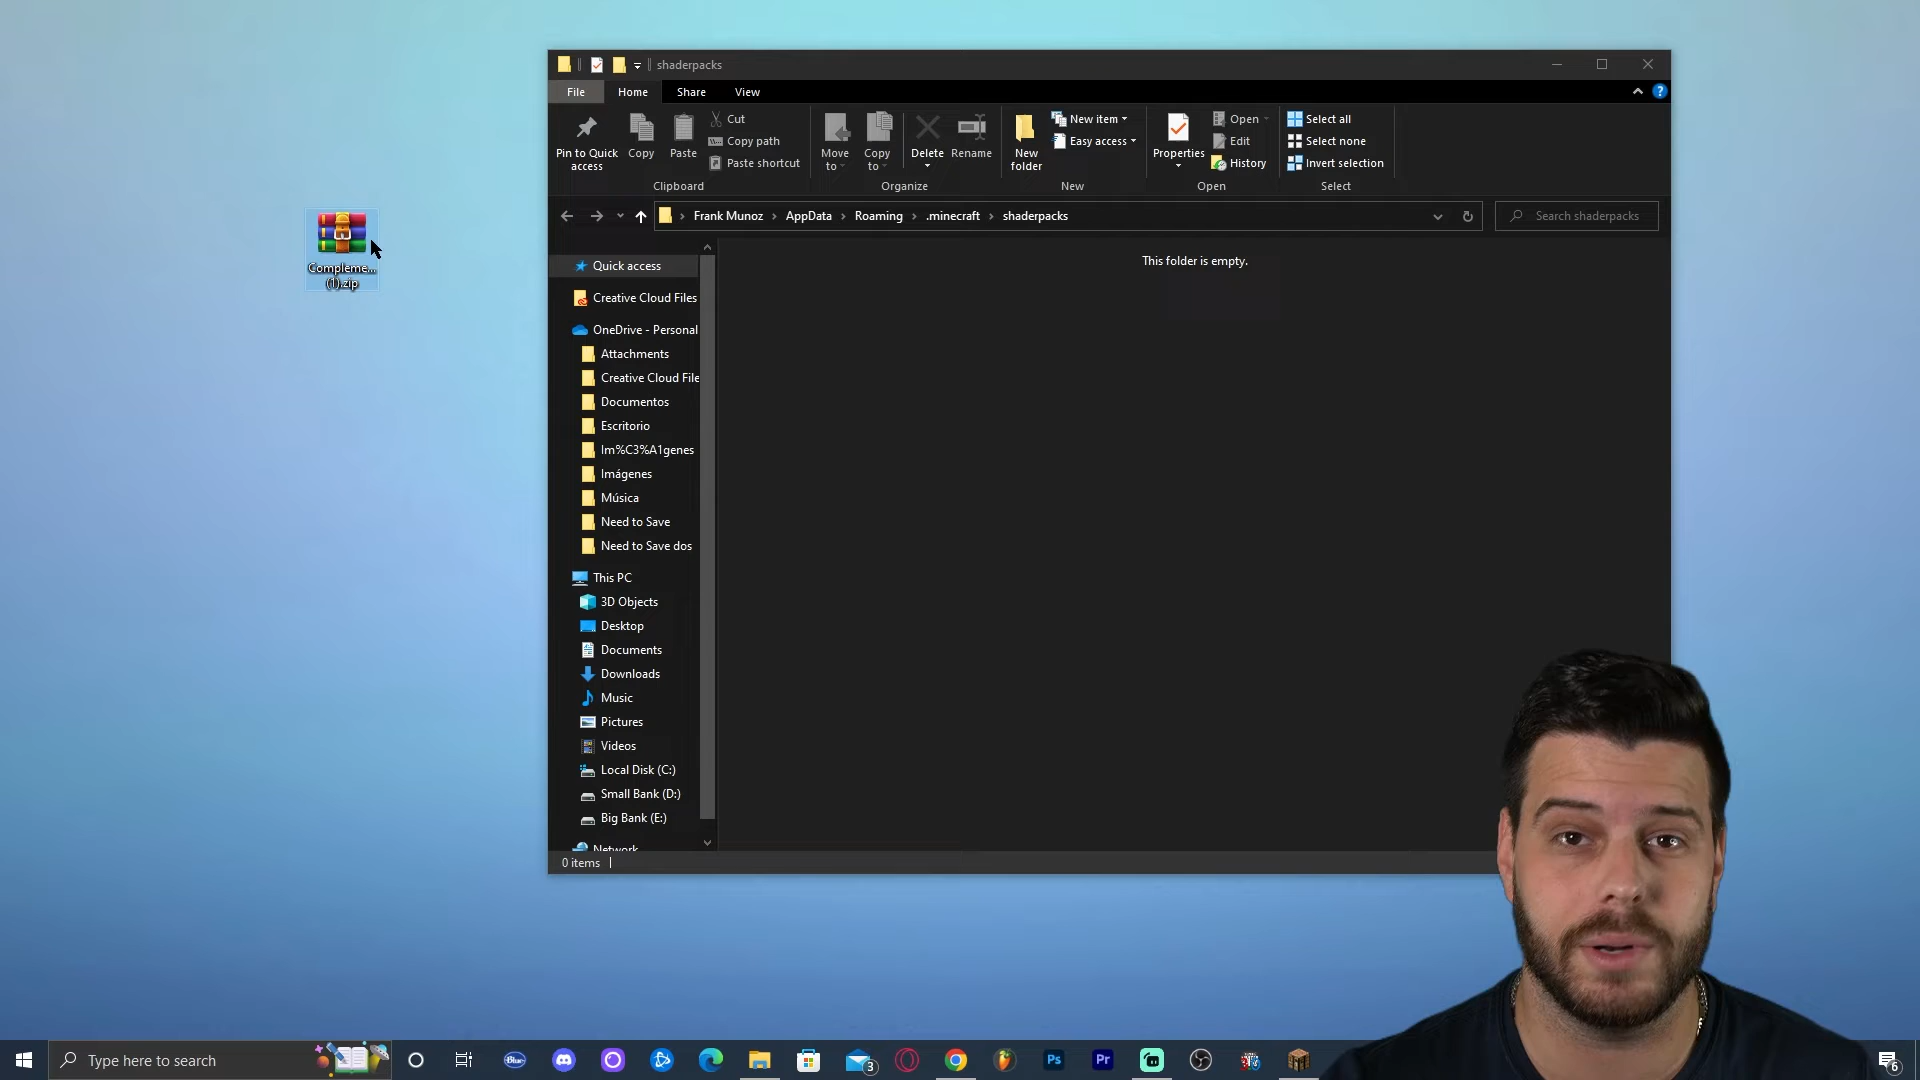 shaderpacks
File
Home
Share
View
Pin to Quick
access
Copy
Paste
Cut
Copy path
Paste shortcut
Clipboard
Move
to
Copy
to
Delete
Rename
Organize
New
folder
New item
Easy access
New
Properties
Open
Edit
History
Open
Select all
Select none
Invert selection
Select
Frank Munoz
AppData
Roaming
.minecraft
shaderpacks
Search shaderpacks
Compleme...
(1).zip
This folder is empty.
Quick access
Creative Cloud Files
OneDrive - Personal
Attachments
Creative Cloud File
Documentos
Escritorio
Im%C3%A1genes
Imágenes
Música
Need to Save
Need to Save dos
This PC
3D Objects
Desktop
Documents
Downloads
Music
Pictures
Videos
Local Disk (C:)
Small Bank (D:)
Big Bank (E:)
Network
0 items
Type here to search
Blue
3
Ps
Pr
6